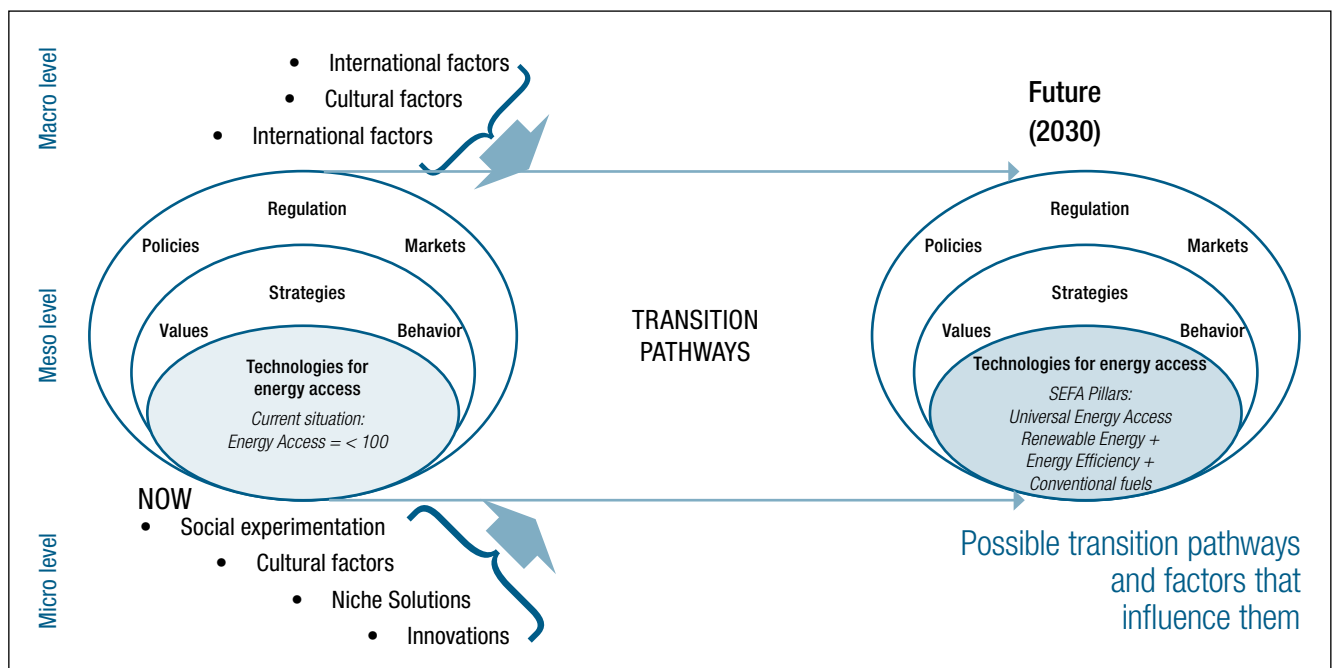 Macro level
• International factors
• Cultural factors
• International factors
Future
(2030)
Meso level
Regulation
Policies
Markets
Strategies
Values
Behavior
Technologies for
energy access
Current situation:
Energy Access = < 100
TRANSITION
PATHWAYS
Regulation
Policies
Markets
Strategies
Values
Behavior
Technologies for energy access
SEFA Pillars:
Universal Energy Access
Renewable Energy +
Energy Efficiency +
Conventional fuels
Micro level
NOW
• Social experimentation
• Cultural factors
• Niche Solutions
• Innovations
Possible transition pathways
and factors that
influence them